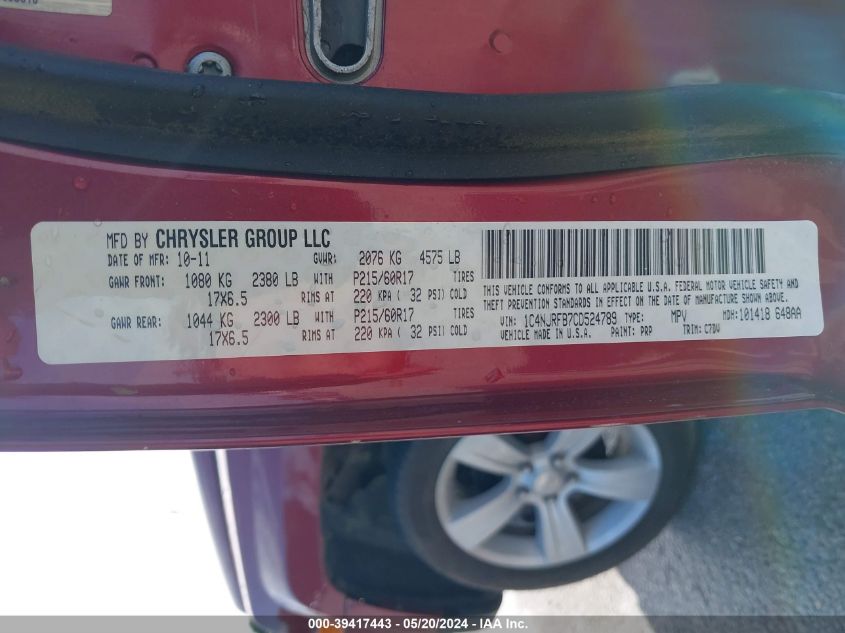 MFD BY CHRYSLER GROUP LLC
DATE OF MFR: 10-11 GVWR: 2076 KG 4575 LB
GAWR FRONT: 1080 KG 2380 LB WITH P215/60R17 TIRES
17X6.5 RIMS AT 220 KPA ( 32 PSI) COLD
GAWR REAR: 1044 KG 2300 LB WITH P215/60R17 TIRES
17X6.5 RIMS AT 220 KPA ( 32 PSI) COLD
THIS VEHICLE CONFORMS TO ALL APPLICABLE U.S.A. FEDERAL MOTOR VEHICLE SAFETY AND
THEFT PREVENTION STANDARDS IN EFFECT ON THE DATE OF MANUFACTURE SHOWN ABOVE.
VIN: 1C4NJRFB7CD524789 TYPE: MPV MDH: 101418 648AA
VEHICLE MADE IN U.S.A. PAINT: PRP TRIM: C7DV
000-39417443 — 05/20/2024 — IAA Inc.